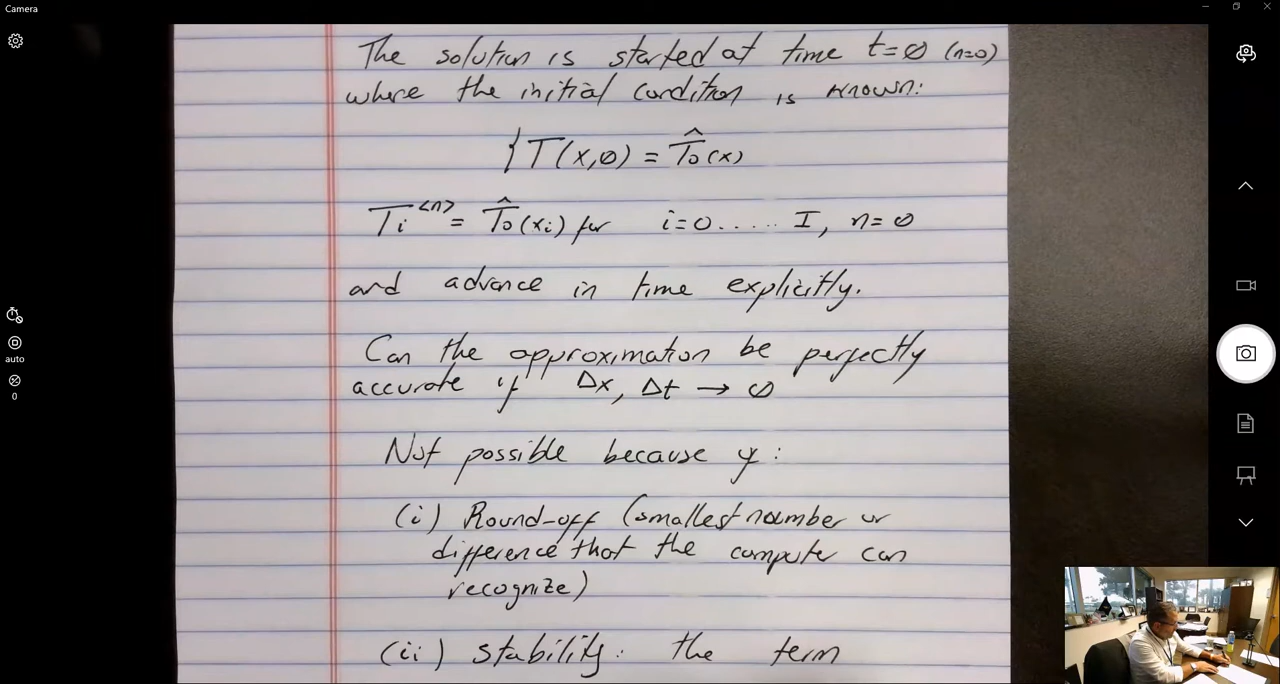 Camera
The solution is started at time t=∅ (n=0)
where the initial condition is known:
{T(x,∅) = T̂₀(x)
Tᵢ^<n> = T̂₀(xᵢ) for i=0...... I, n=∅
and advance in time explicitly.
Can the approximation be perfectly
accurate if Δx, Δt → ∅
Not possible because of:
(i) Round-off (smallest number or
difference that the computer can
recognize)
(ii) stability: the term
auto
0